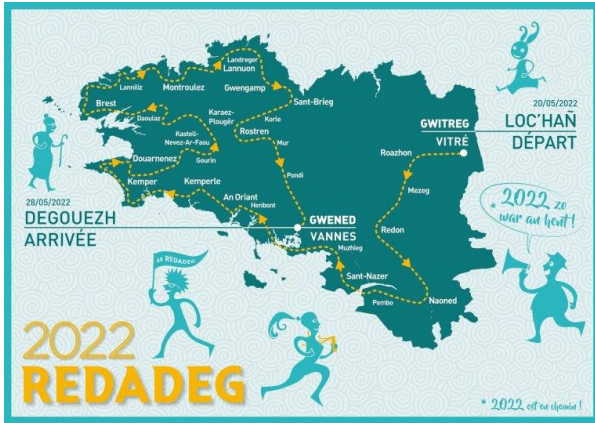 Landreger
Lannuon
Lanniliz
Montroulez
Gwengamp
Sant-Brieg
Brest
Daoulaz
Karaez-
Plougêr
Korle
Rostren
Kastell-
Nevez-Ar-Faou
Gourin
Mur
Douarnenez
Pondi
Kemper
Kemperle
An Oriant
Henbont
20/05/2022
GWITREG
VITRÉ
LOC'HAÑ
DÉPART
Roazhon
Mezeg
Redon
28/05/2022
DEGOUEZH
ARRIVÉE
GWENED
VANNES
Muzhieg
Sant-Nazer
Pembo
Naoned
* 2022 zo
war an hent !
AR REDADEG
2022
REDADEG
* 2022 est en chemin !